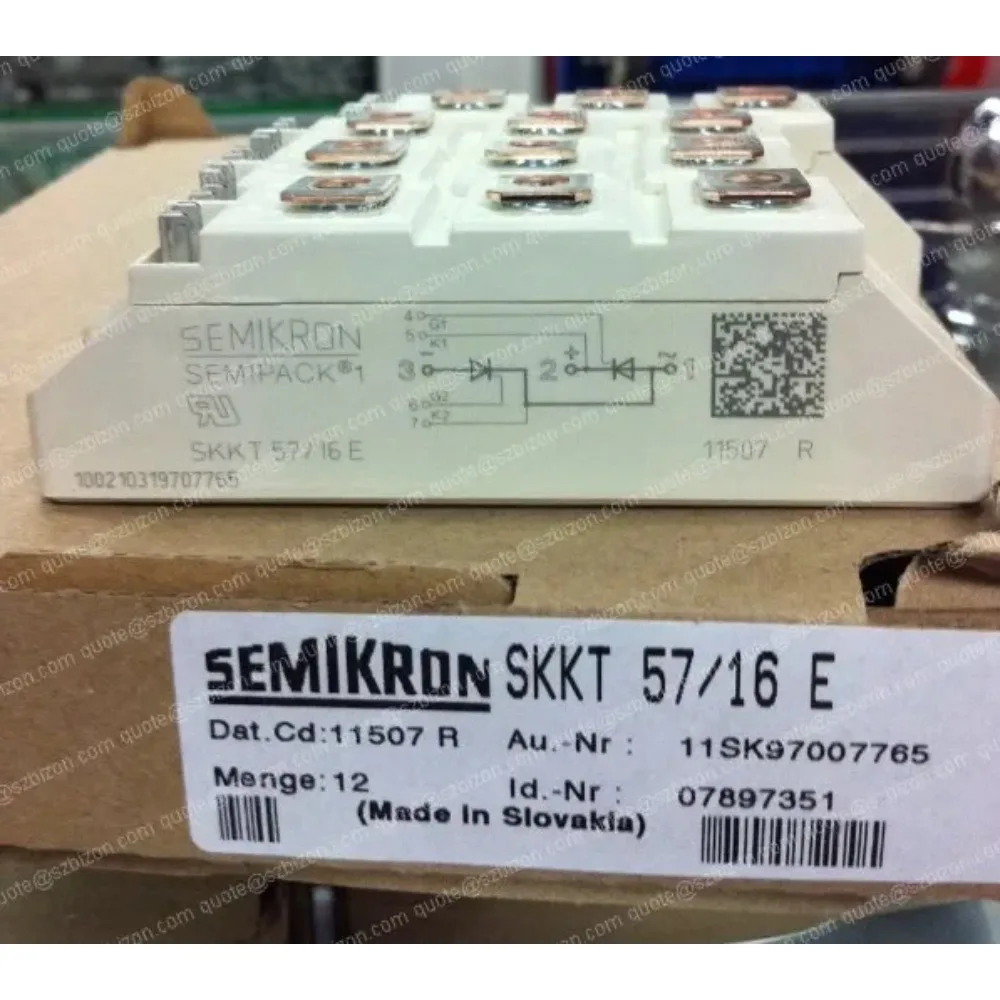 SEMIKRON
SEMIPACK®1
SKKT 57/16 E
100210319707765
4
5
G1
K1
3
-
2
+
~
1
6
7
G2
K2
11507 R
SEMIKRON SKKT 57/16 E
Dat.Cd:11507 R Au.-Nr : 11SK97007765
Menge:12 Id.-Nr : 07897351
(Made In Slovakia)
quote@szbizon.com